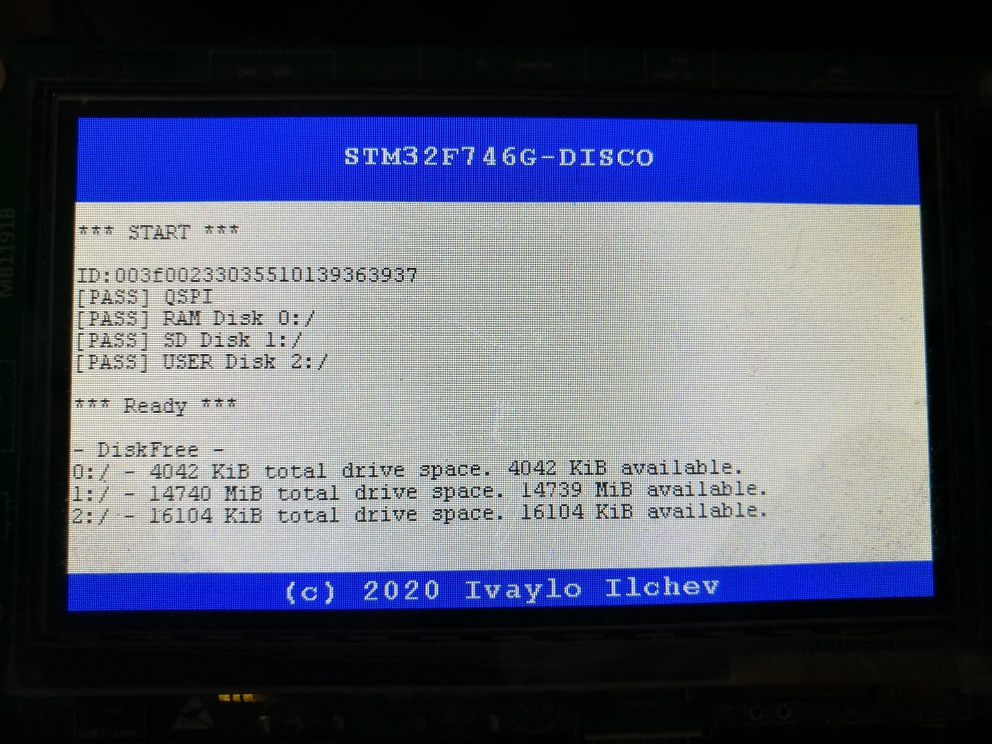 STM32F746G-DISCO
*** START ***
ID:003f00233035510139363937
[PASS] QSPI
[PASS] RAM Disk 0:/
[PASS] SD Disk 1:/
[PASS] USER Disk 2:/
*** Ready ***
- DiskFree -
0:/ - 4042 KiB total drive space. 4042 KiB available.
1:/ - 14740 MiB total drive space. 14739 MiB available.
2:/ - 16104 KiB total drive space. 16104 KiB available.
(c) 2020 Ivaylo Ilchev
MB1191B